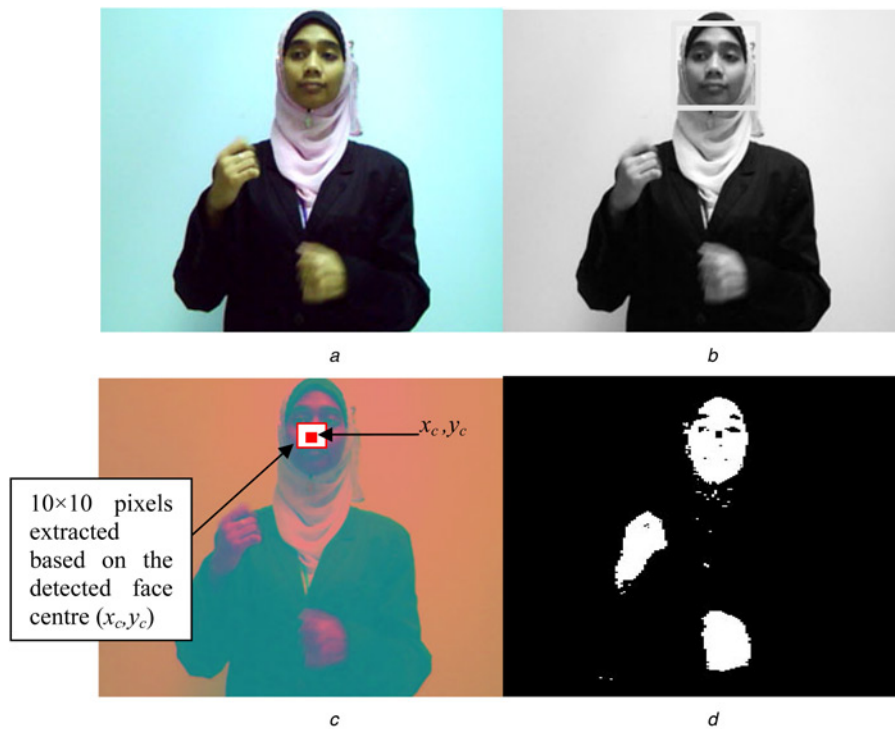 a
b
x_c ,y_c
10×10 pixels
extracted
based on the
detected face
centre (x_c,y_c)
c
d